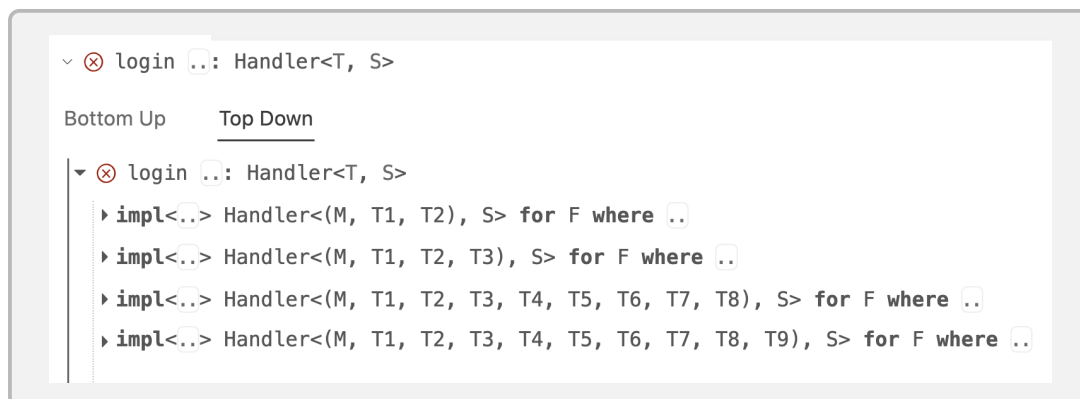 login ..: Handler<T, S>
Bottom Up Top Down
login ..: Handler<T, S>
impl<..> Handler<(M, T1, T2), S> for F where ..
impl<..> Handler<(M, T1, T2, T3), S> for F where ..
impl<..> Handler<(M, T1, T2, T3, T4, T5, T6, T7, T8), S> for F where ..
impl<..> Handler<(M, T1, T2, T3, T4, T5, T6, T7, T8, T9), S> for F where ..